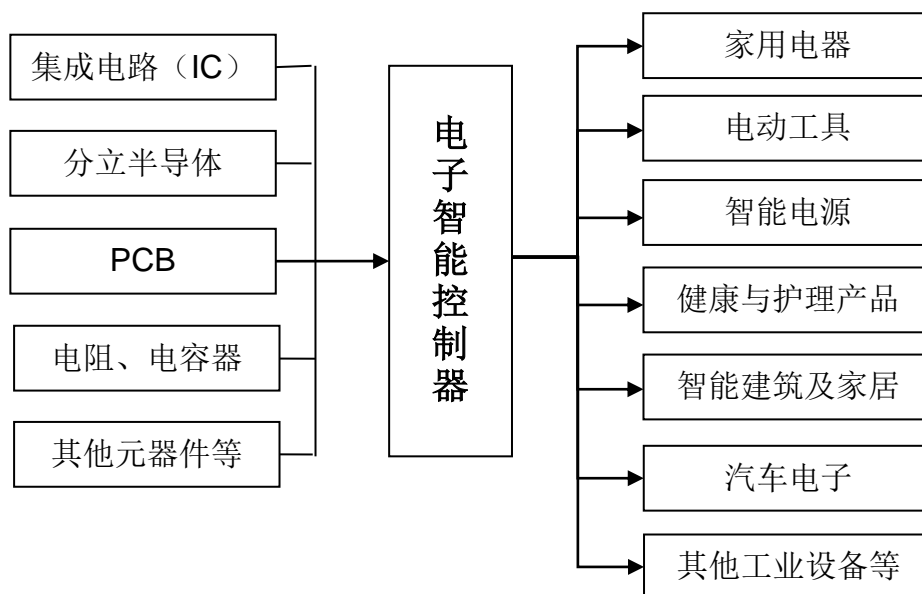 集成电路（IC）
分立半导体
PCB
电阻、电容器
其他元器件等
电子智能控制器
家用电器
电动工具
智能电源
健康与护理产品
智能建筑及家居
汽车电子
其他工业设备等